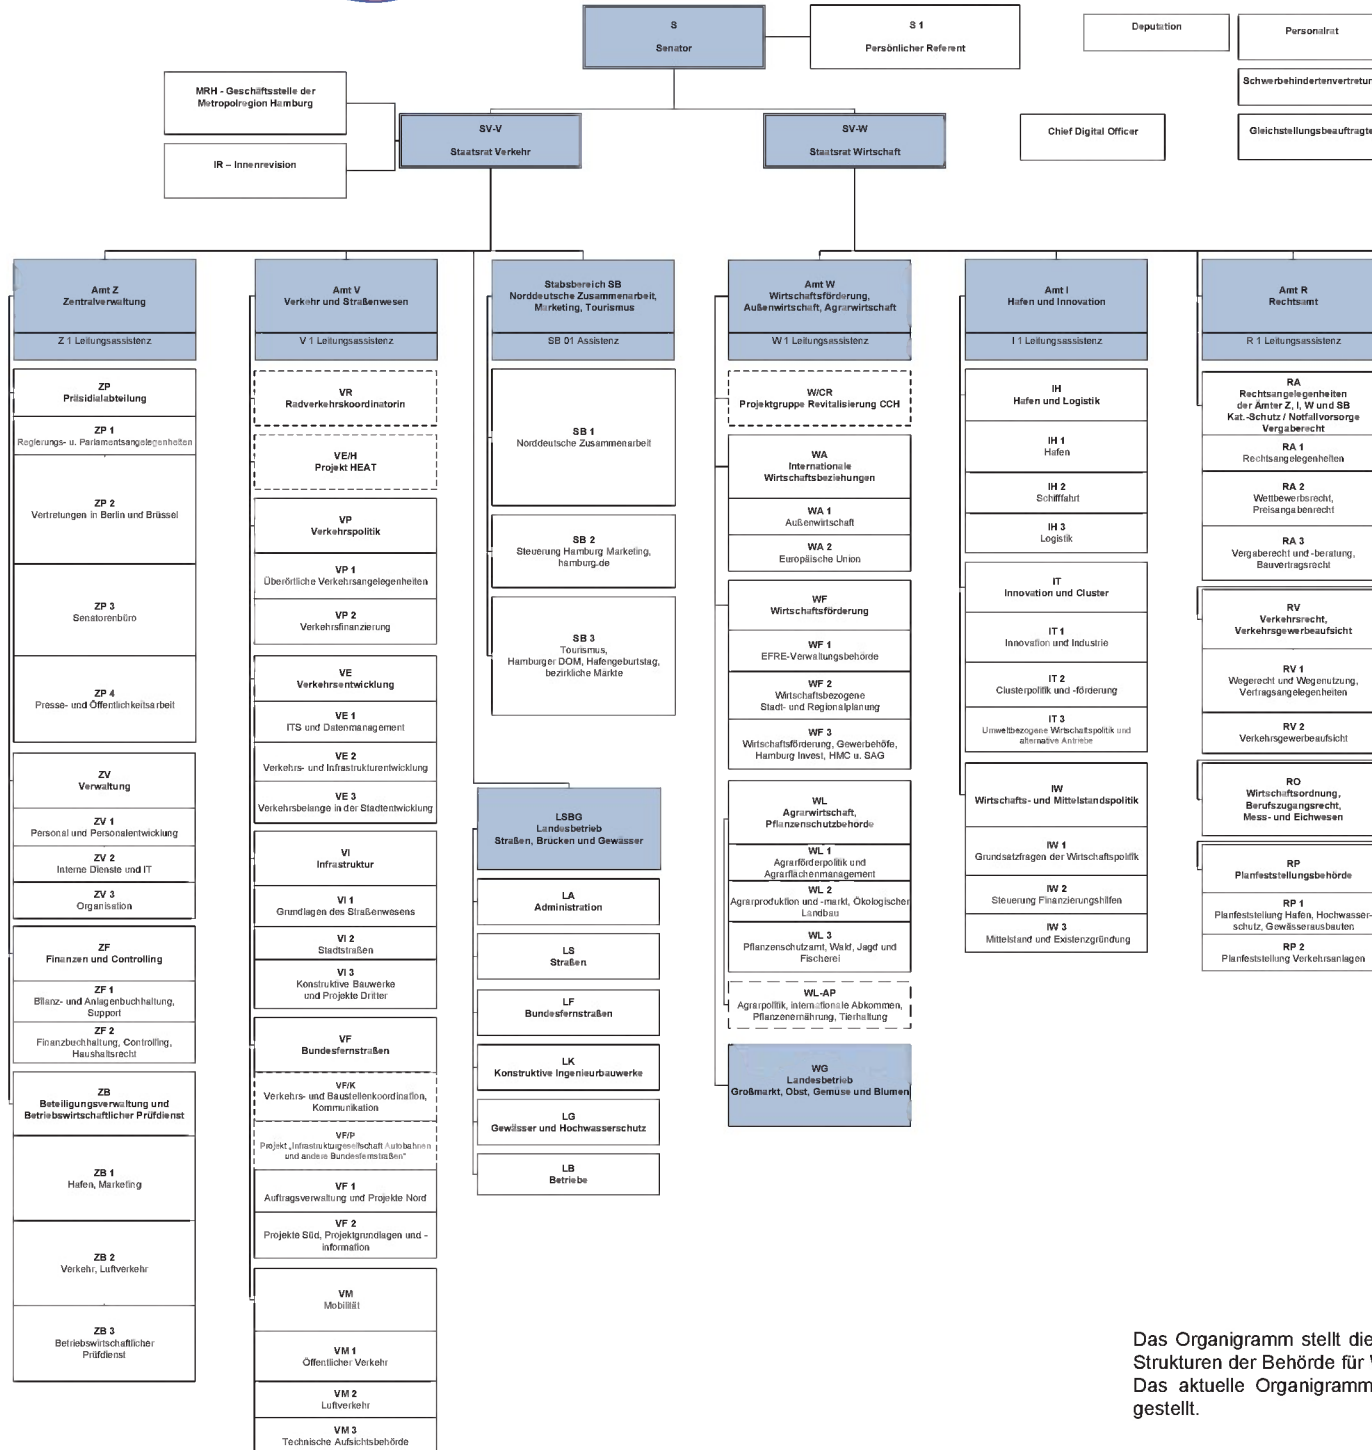 S
Senator
S 1
Persönlicher Referent
Deputation
Personalrat
Schwerbehindertenvertretun
Gleichstellungsbeauftragte
Chief Digital Officer
MRH - Geschäftsstelle der
Metropolregion Hamburg
IR – Innenrevision
SV-V
Staatsrat Verkehr
SV-W
Staatsrat Wirtschaft
Amt Z
Zentralverwaltung
Z 1 Leitungsassistenz
ZP
Präsidialabteilung
ZP 1
Regierungs- u. Parlamentsangelegenheiten
ZP 2
Vertretungen in Berlin und Brüssel
ZP 3
Senatorenbüro
ZP 4
Presse- und Öffentlichkeitsarbeit
ZV
Verwaltung
ZV 1
Personal und Personalentwicklung
ZV 2
Interne Dienste und IT
ZV 3
Organisation
ZF
Finanzen und Controlling
ZF 1
Bilanz- und Anlagenbuchhaltung,
Support
ZF 2
Finanzbuchhaltung, Controlling,
Haushaltsrecht
ZB
Beteiligungsverwaltung und
Betriebswirtschaftlicher Prüfdienst
ZB 1
Hafen, Marketing
ZB 2
Verkehr, Luftverkehr
ZB 3
Betriebswirtschaftlicher
Prüfdienst
Amt V
Verkehr und Straßenwesen
V 1 Leitungsassistenz
VR
Radverkehrskoordinatorin
VE/H
Projekt HEAT
VP
Verkehrspolitik
VP 1
Überörtliche Verkehrsangelegenheiten
VP 2
Verkehrsfinanzierung
VE
Verkehrsentwicklung
VE 1
ITS und Datenmanagement
VE 2
Verkehrs- und Infrastrukturentwicklung
VE 3
Verkehrsbelange in der Stadtentwicklung
VI
Infrastruktur
VI 1
Grundlagen des Straßenwesens
VI 2
Stadtstraßen
VI 3
Konstruktive Bauwerke
und Projekte Dritter
VF
Bundesfernstraßen
VF/K
Verkehrs- und Baustellenkoordination,
Kommunikation
VF/P
Projekt „Infrastrukturgesellschaft Autobahnen
und andere Bundesfernstraßen“
VF 1
Auftragsverwaltung und Projekte Nord
VF 2
Projekte Süd, Projektgrundlagen und -
information
VM
Mobilität
VM 1
Öffentlicher Verkehr
VM 2
Luftverkehr
VM 3
Technische Aufsichtsbehörde
Stabsbereich SB
Norddeutsche Zusammenarbeit,
Marketing, Tourismus
SB 01 Assistenz
SB 1
Norddeutsche Zusammenarbeit
SB 2
Steuerung Hamburg Marketing,
hamburg.de
SB 3
Tourismus,
Hamburger DOM, Hafengeburtstag,
bezirkliche Märkte
LSBG
Landesbetrieb
Straßen, Brücken und Gewässer
LA
Administration
LS
Straßen
LF
Bundesfernstraßen
LK
Konstruktive Ingenieurbauwerke
LG
Gewässer und Hochwasserschutz
LB
Betriebe
Amt W
Wirtschaftsförderung,
Außenwirtschaft, Agrarwirtschaft
W 1 Leitungsassistenz
W/CR
Projektgruppe Revitalisierung CCH
WA
Internationale
Wirtschaftsbeziehungen
WA 1
Außenwirtschaft
WA 2
Europäische Union
WF
Wirtschaftsförderung
WF 1
EFRE-Verwaltungsbehörde
WF 2
Wirtschaftsbezogene
Stadt- und Regionalplanung
WF 3
Wirtschaftsförderung, Gewerbehöfe,
Hamburg Invest, HMC u. SAG
WL
Agrarwirtschaft,
Pflanzenschutzbehörde
WL 1
Agrarförderpolitik und
Agrarflächenmanagement
WL 2
Agrarproduktion und -markt, Ökologischer
Landbau
WL 3
Pflanzenschutzamt, Wald, Jagd und
Fischerei
WL-AP
Agrarpolitik, internationale Abkommen,
Pflanzenernährung, Tierhaltung
WG
Landesbetrieb
Großmarkt, Obst, Gemüse und Blumen
Amt I
Hafen und Innovation
I 1 Leitungsassistenz
IH
Hafen und Logistik
IH 1
Hafen
IH 2
Schifffahrt
IH 3
Logistik
IT
Innovation und Cluster
IT 1
Innovation und Industrie
IT 2
Clusterpolitik und -förderung
IT 3
Umweltbezogene Wirtschaftspolitik und
alternative Antriebe
IW
Wirtschafts- und Mittelstandspolitik
IW 1
Grundsatzfragen der Wirtschaftspolitik
IW 2
Steuerung Finanzierungshilfen
IW 3
Mittelstand und Existenzgründung
Amt R
Rechtsamt
R 1 Leitungsassistenz
RA
Rechtsangelegenheiten
der Ämter Z, I, W und SB
Kat.-Schutz / Notfallvorsorge
Vergaberecht
RA 1
Rechtsangelegenheiten
RA 2
Wettbewerbsrecht,
Preisangabenrecht
RA 3
Vergaberecht und -beratung,
Bauvertragsrecht
RV
Verkehrsrecht,
Verkehrsgewerbeaufsicht
RV 1
Wegerecht und Wegenutzung,
Vertragsangelegenheiten
RV 2
Verkehrsgewerbeaufsicht
RO
Wirtschaftsordnung,
Berufszugangsrecht,
Mess- und Eichwesen
RP
Planfeststellungsbehörde
RP 1
Planfeststellung Hafen, Hochwasser-
schutz, Gewässerausbauten
RP 2
Planfeststellung Verkehrsanlagen
Das Organigramm stellt die
Strukturen der Behörde für
Das aktuelle Organigramm
gestellt.